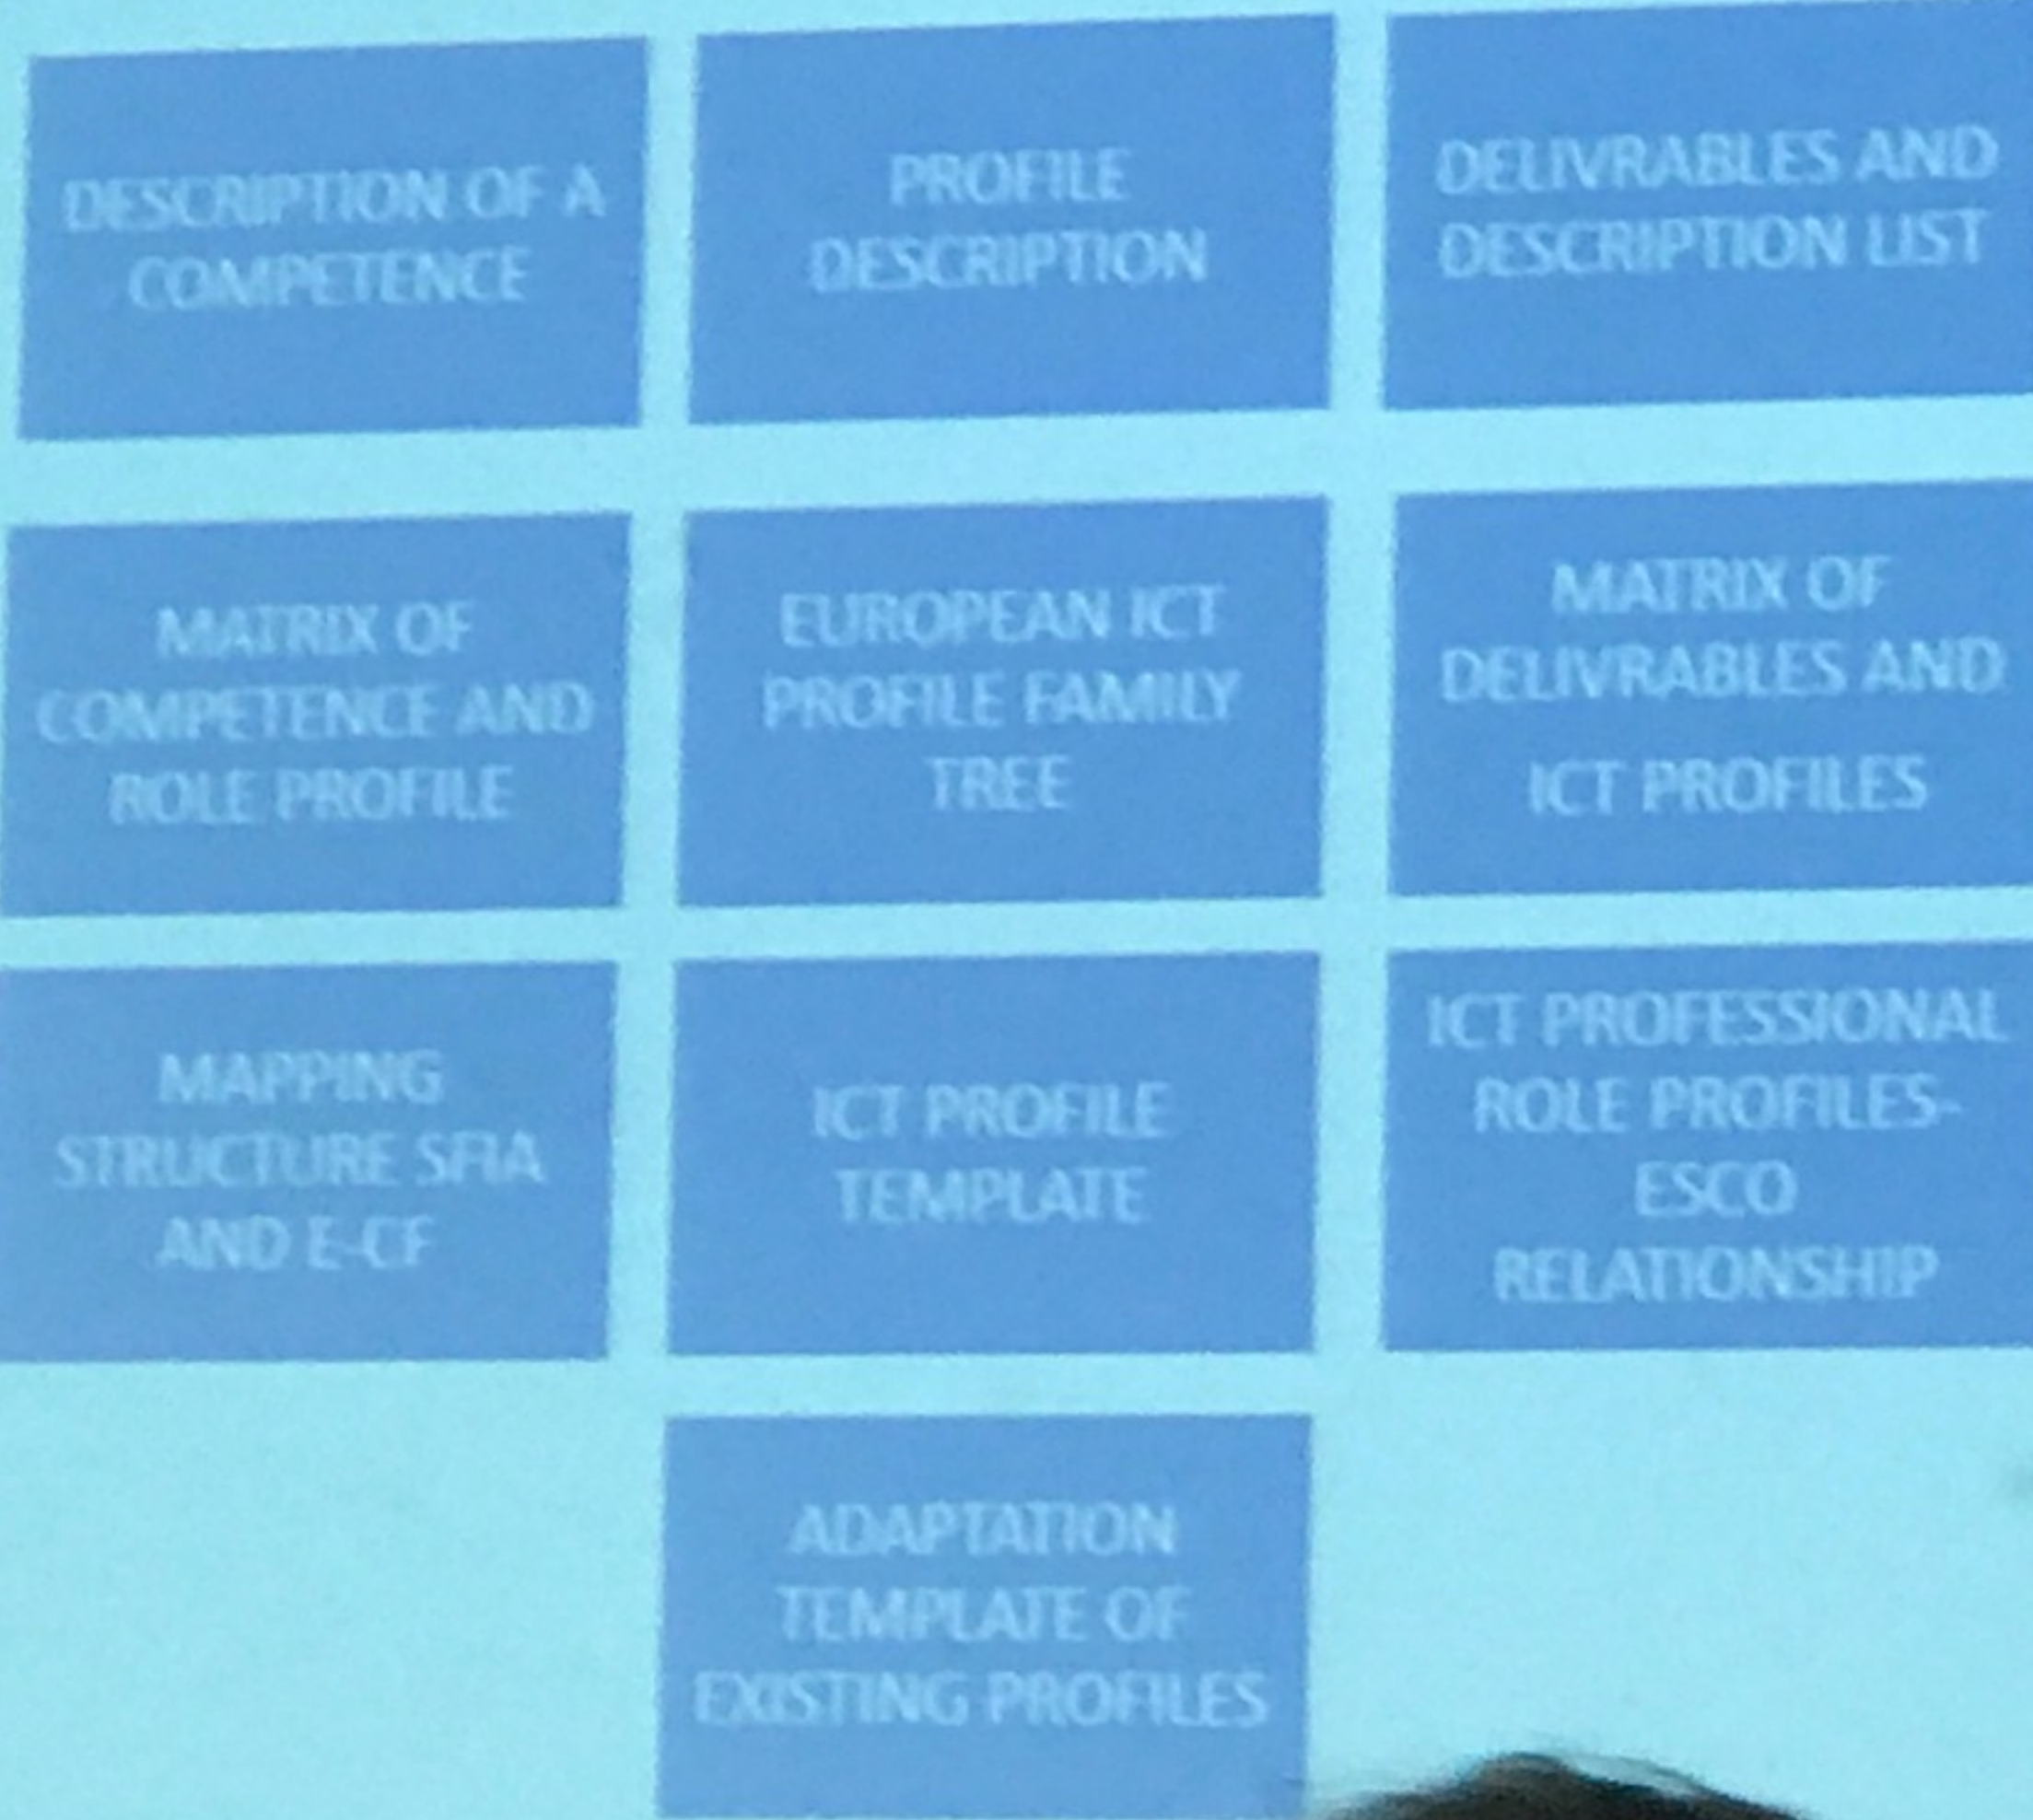 DESCRIPTION OF A
COMPETENCE
PROFILE
DESCRIPTION
DELIVRABLES AND
DESCRIPTION LIST
MATRIX OF
COMPETENCE AND
ROLE PROFILE
EUROPEAN ICT
PROFILE FAMILY
TREE
MATRIX OF
DELIVRABLES AND
ICT PROFILES
MAPPING
STRUCTURE SFIA
AND E-CF
ICT PROFILE
TEMPLATE
ICT PROFESSIONAL
ROLE PROFILES-
ESCO
RELATIONSHIP
ADAPTATION
TEMPLATE OF
EXISTING PROFILES